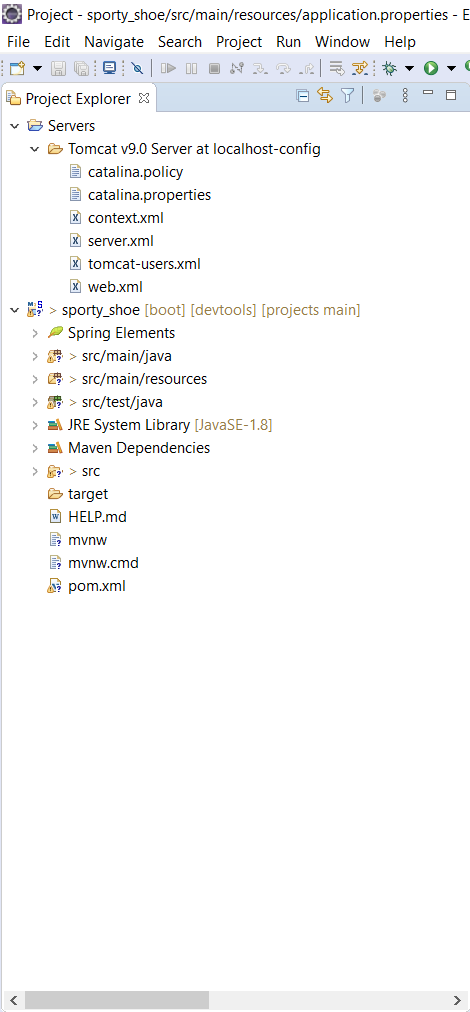 Project - sporty_shoe/src/main/resources/application.properties - E
File Edit Navigate Search Project Run Window Help
Project Explorer
Servers
Tomcat v9.0 Server at localhost-config
catalina.policy
catalina.properties
context.xml
server.xml
tomcat-users.xml
web.xml
> sporty_shoe [boot] [devtools] [projects main]
Spring Elements
> src/main/java
> src/main/resources
> src/test/java
JRE System Library [JavaSE-1.8]
Maven Dependencies
> src
target
HELP.md
mvnw
mvnw.cmd
pom.xml